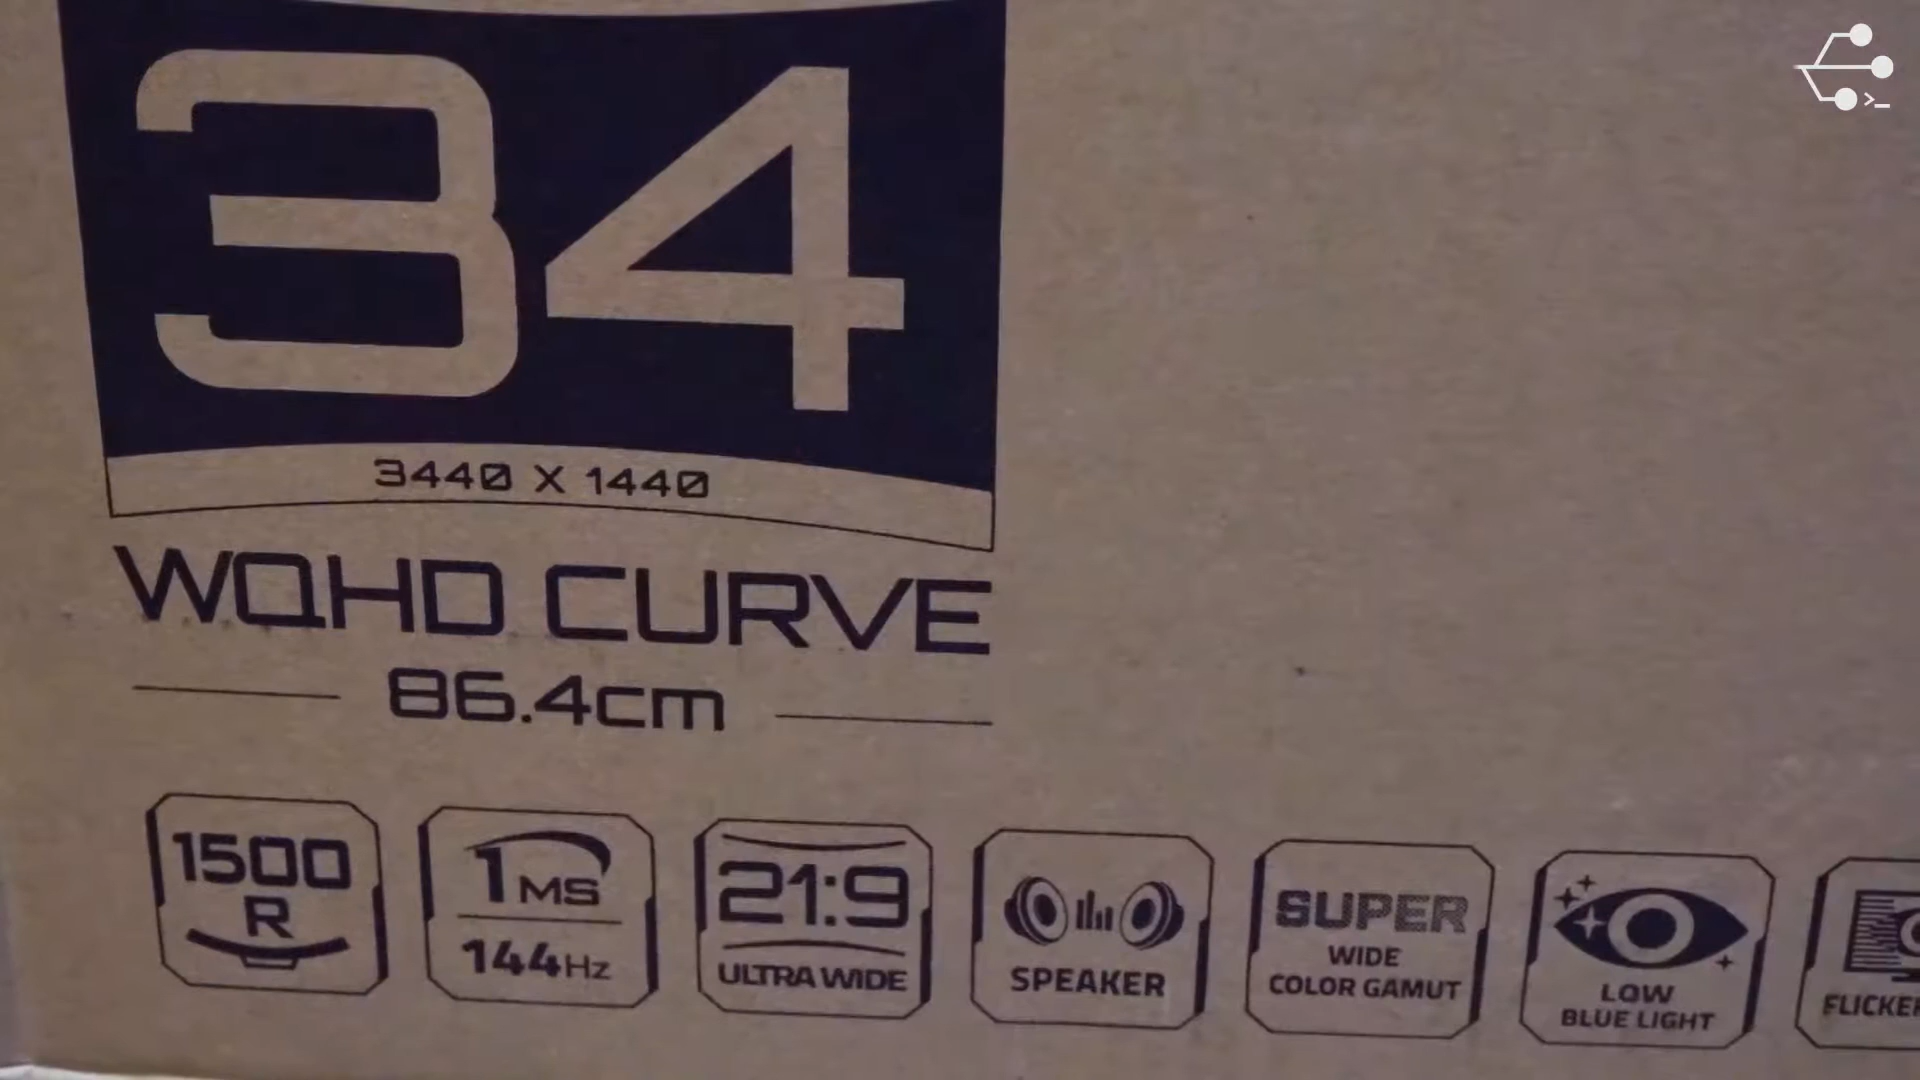 34
3440 X 1440
WQHD CURVE
86.4cm
1500
R
1MS
144Hz
21:9
ULTRA WIDE
SPEAKER
SUPER
WIDE
COLOR GAMUT
LOW
BLUE LIGHT
FLICKER
>_